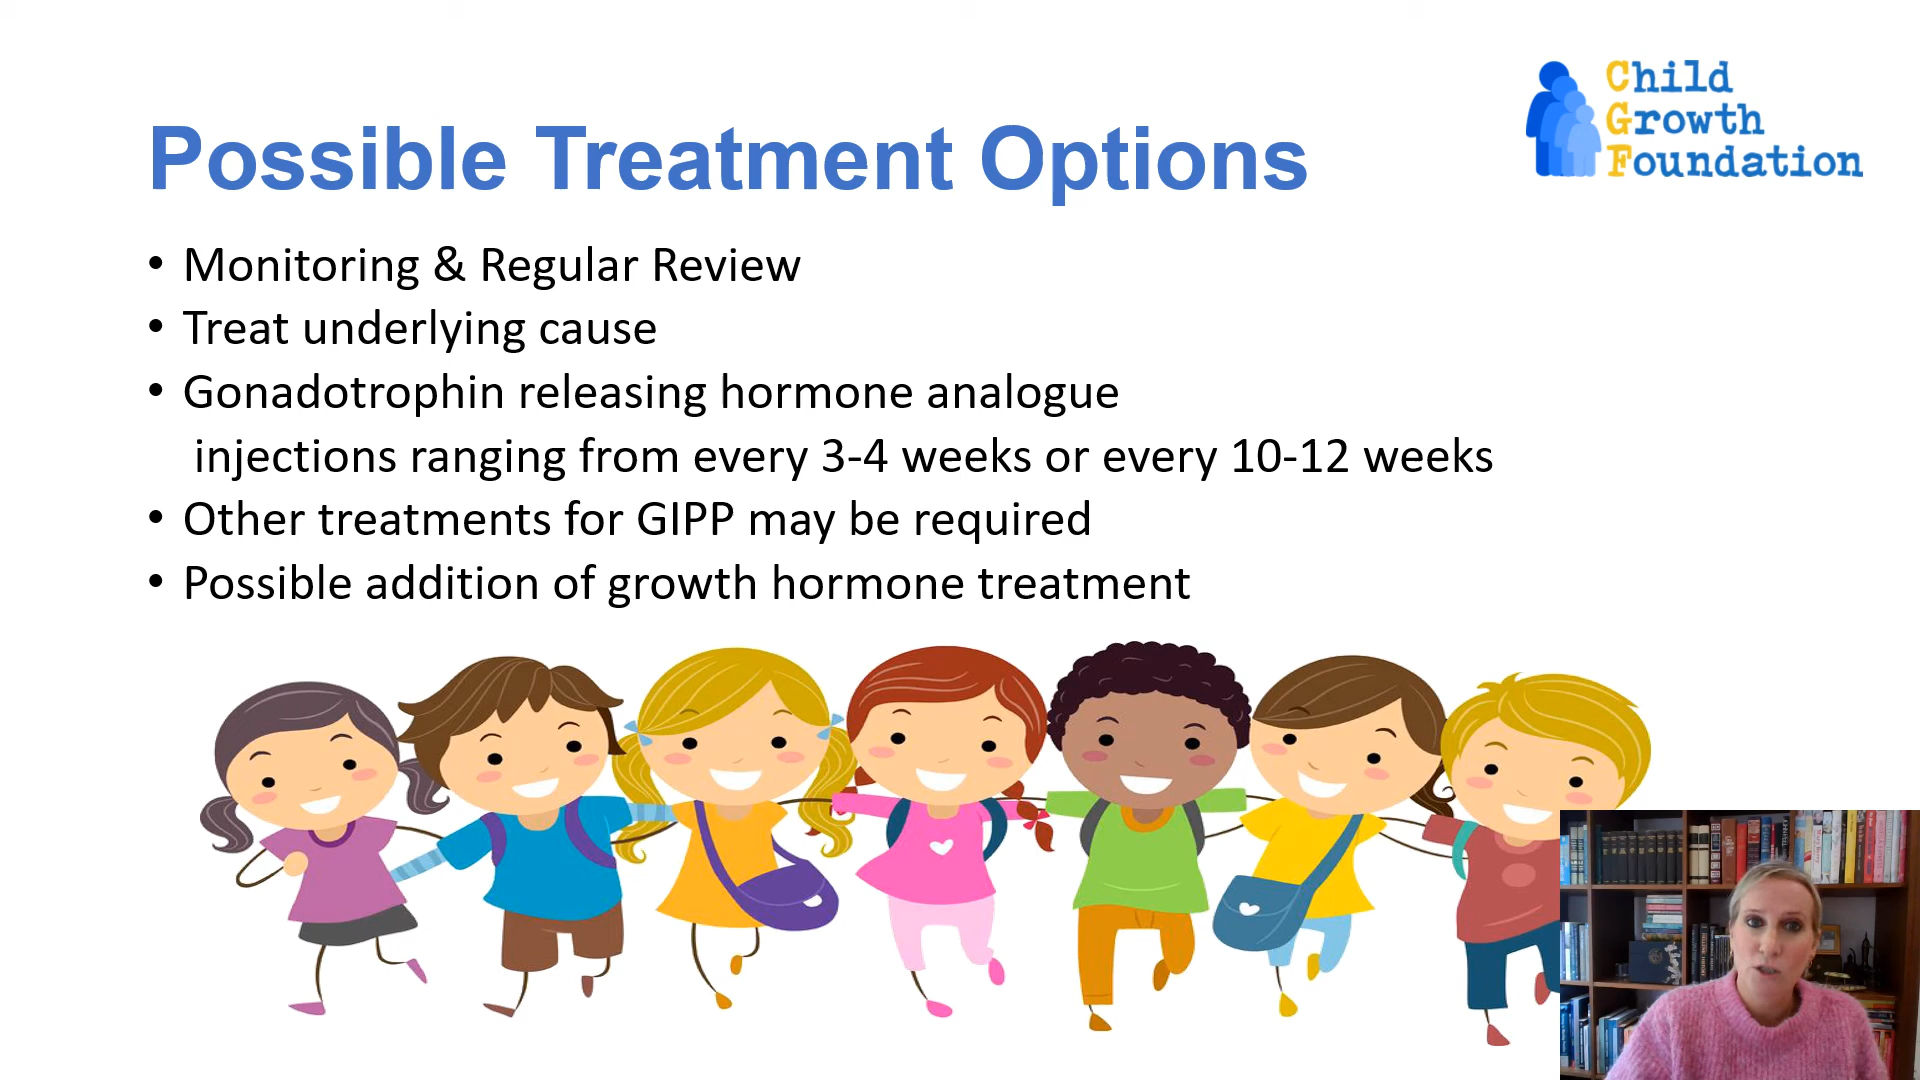 Child
Growth
Foundation
Possible Treatment Options
• Monitoring & Regular Review
• Treat underlying cause
• Gonadotrophin releasing hormone analogue
injections ranging from every 3-4 weeks or every 10-12 weeks
• Other treatments for GIPP may be required
• Possible addition of growth hormone treatment